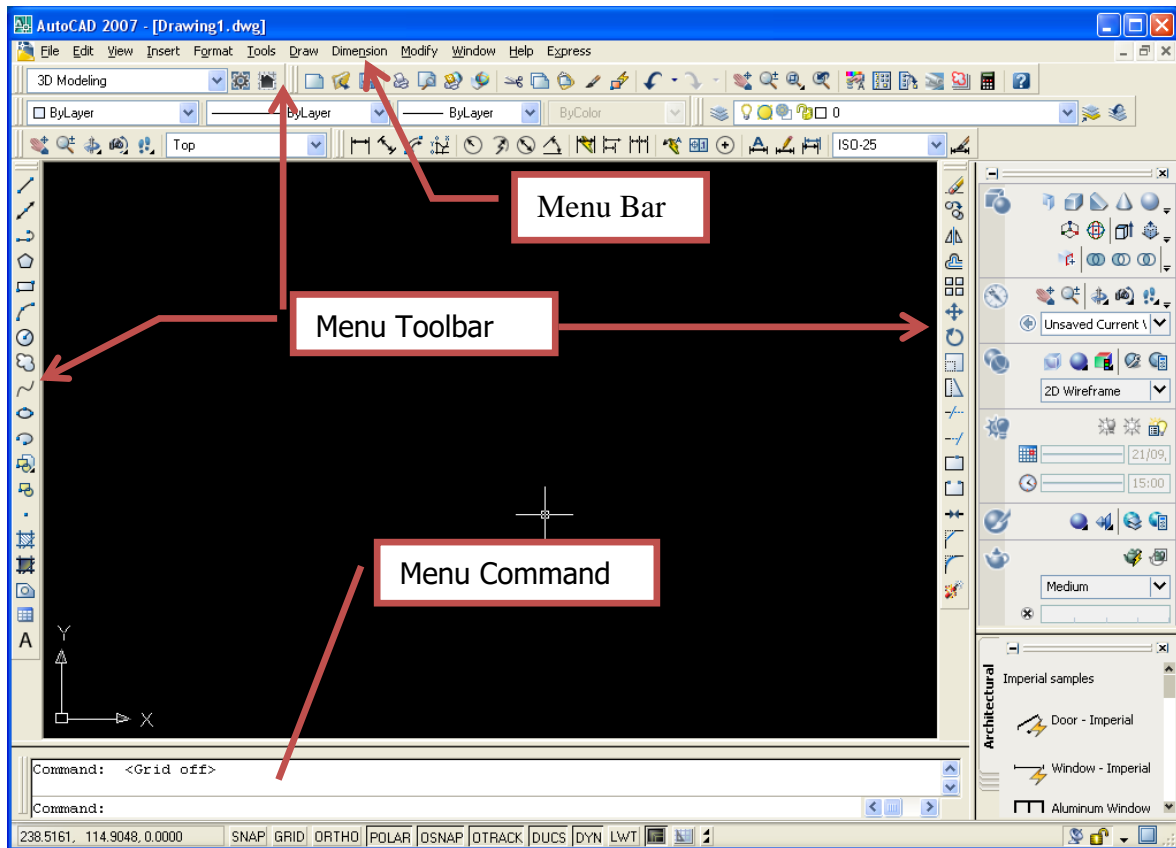 AutoCAD 2007 - [Drawing1.dwg]
File Edit View Insert Format Tools Draw Dimension Modify Window Help Express
3D Modeling
ByLayer ByLayer ByLayer ByColor 0
Top ISO-25
Menu Bar
Menu Toolbar
Unsaved Current
2D Wireframe
21/09,
15:00
Menu Command
Medium
A
Y
X
Architectural
Imperial samples
Door - Imperial
Window - Imperial
Aluminum Window
Command: <Grid off>
Command:
238.5161, 114.9048, 0.0000 SNAP GRID ORTHO POLAR OSNAP OTRACK DUCS DYN LWT